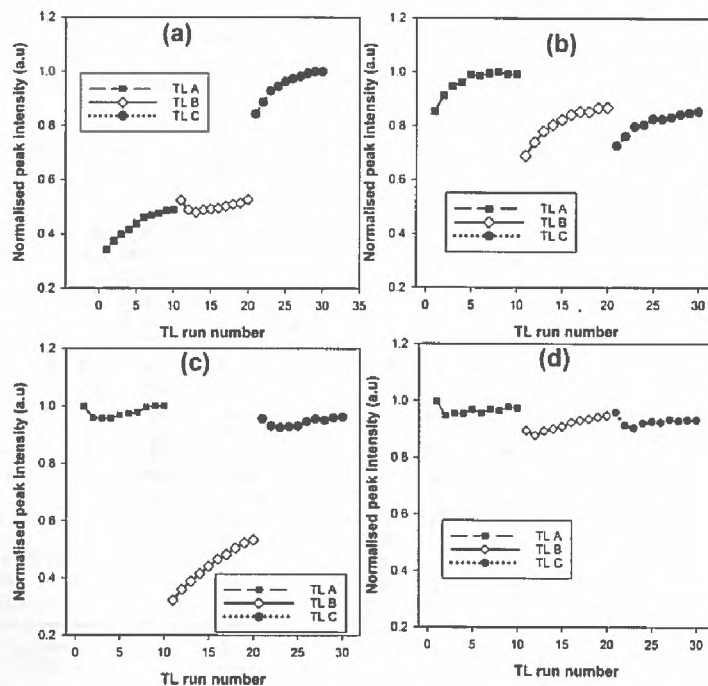 (a)
Normalised peak intensity (a.u)
1.2
1.0
0.8
0.6
0.4
0.2
TL A
TL B
TL C
0 5 10 15 20 25 30 35
TL run number
(b)
Normalised peak intensity (a.u)
1.2
1.0
0.8
0.6
0.4
0.2
TL A
TL B
TL C
0 5 10 15 20 25 30
TL run number
(c)
Normalised peak intensity (a.u)
1.2
1.0
0.8
0.6
0.4
0.2
TL A
TL B
TL C
0 5 10 15 20 25 30
TL run number
(d)
Normalised peak intensity (a.u)
1.2
1.0
0.8
0.6
0.4
0.2
TL A
TL B
TL C
0 5 10 15 20 25 30
TL run number